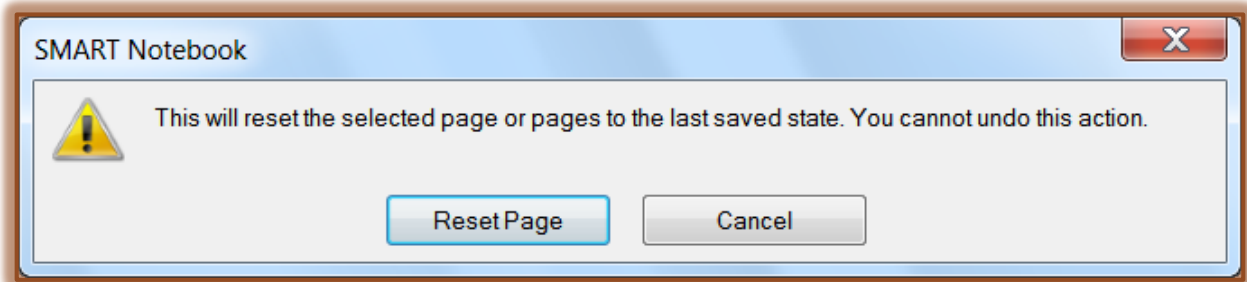 SMART Notebook
This will reset the selected page or pages to the last saved state. You cannot undo this action.
Reset Page
Cancel